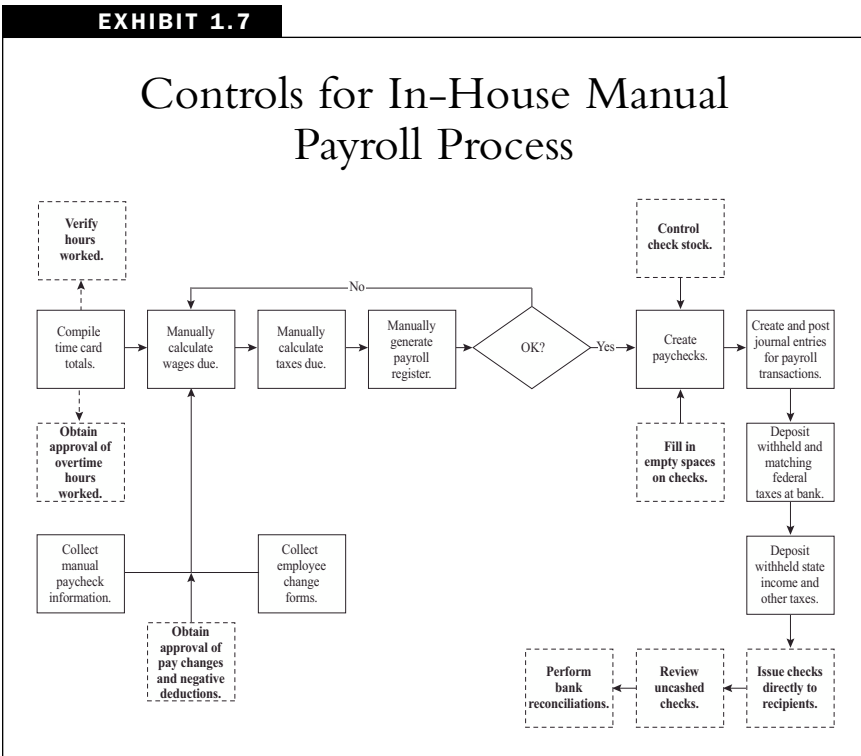 EXHIBIT 1.7
Controls for In-House Manual
Payroll Process
Verify
hours
worked.
Control
check stock.
No
Compile
time card
totals.
Manually
calculate
wages due.
Manually
calculate
taxes due.
Manually
generate
payroll
register.
OK?
Yes
Create
paychecks.
Create and post
journal entries
for payroll
transactions.
Obtain
approval of
overtime
hours
worked.
Fill in
empty spaces
on checks.
Deposit
withheld and
matching
federal
taxes at bank.
Collect
manual
paycheck
information.
Collect
employee
change
forms.
Deposit
withheld state
income and
other taxes.
Obtain
approval of
pay changes
and negative
deductions.
Perform
bank
reconciliations.
Review
uncashed
checks.
Issue checks
directly to
recipients.